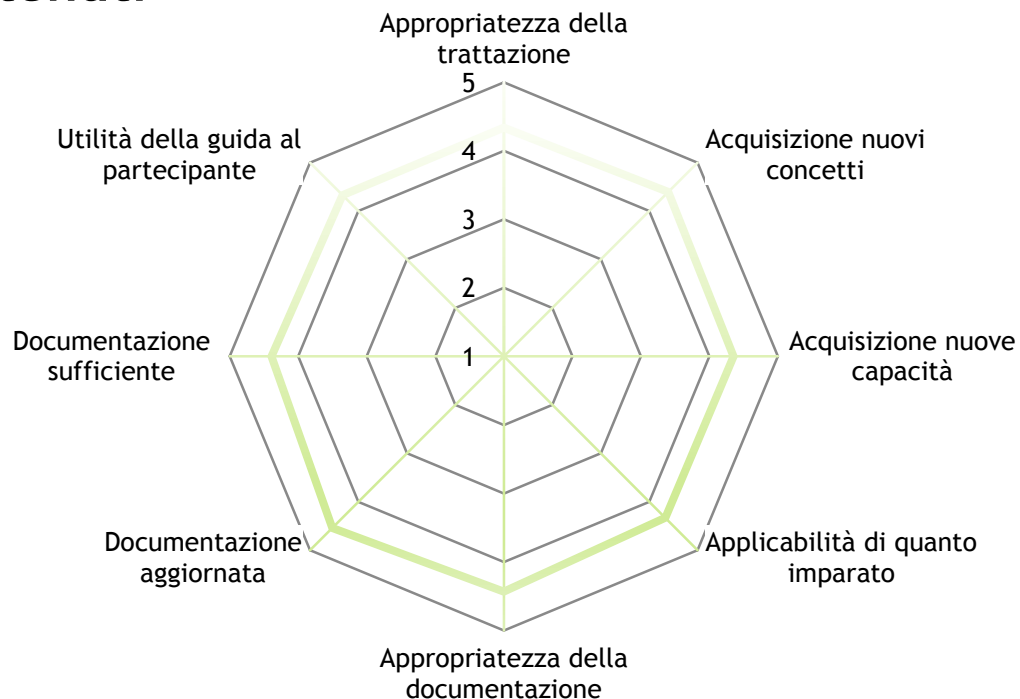 Appropriatezza della
trattazione
5
Utilità della guida al
partecipante
Acquisizione nuovi
concetti
4
3
2
Documentazione
sufficiente
1
Acquisizione nuove
capacità
Documentazione
aggiornata
Applicabilità di quanto
imparato
Appropriatezza della
documentazione